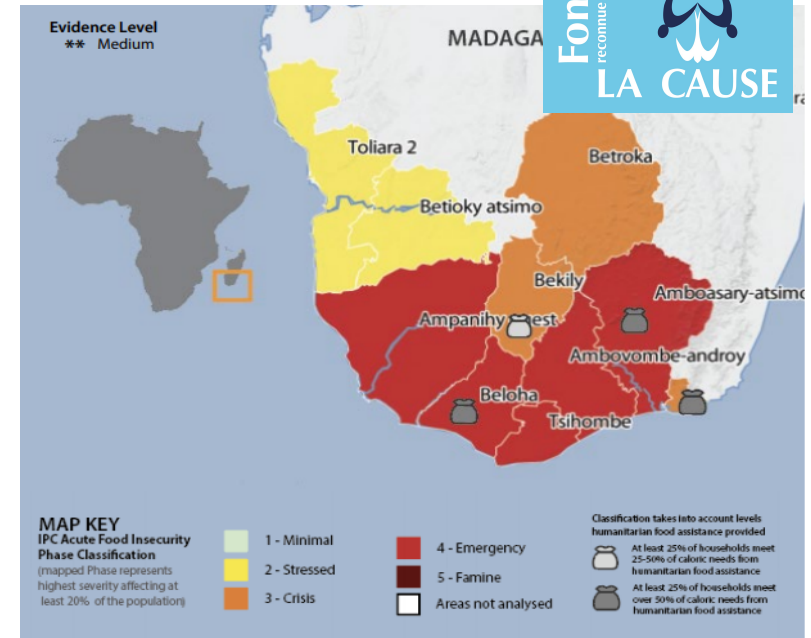 Evidence Level
** Medium
MADAGA
Fon
reconnue
LA CAUSE
Toliara 2
Betroka
Betioky atsimo
Bekily
Amboasary-atsimo
Ampanihy est
Ambovombe-androy
Beloha
Tsihombe
MAP KEY
IPC Acute Food Insecurity
Phase Classification
(mapped Phase represents
highest severity affecting at
least 20% of the population)
1 - Minimal
2 - Stressed
3 - Crisis
4 - Emergency
5 - Famine
Areas not analysed
Classification takes into account levels
humanitarian food assistance provided
At least 25% of households meet
25-50% of caloric needs from
humanitarian food assistance
At least 25% of households meet
over 50% of caloric needs from
humanitarian food assistance